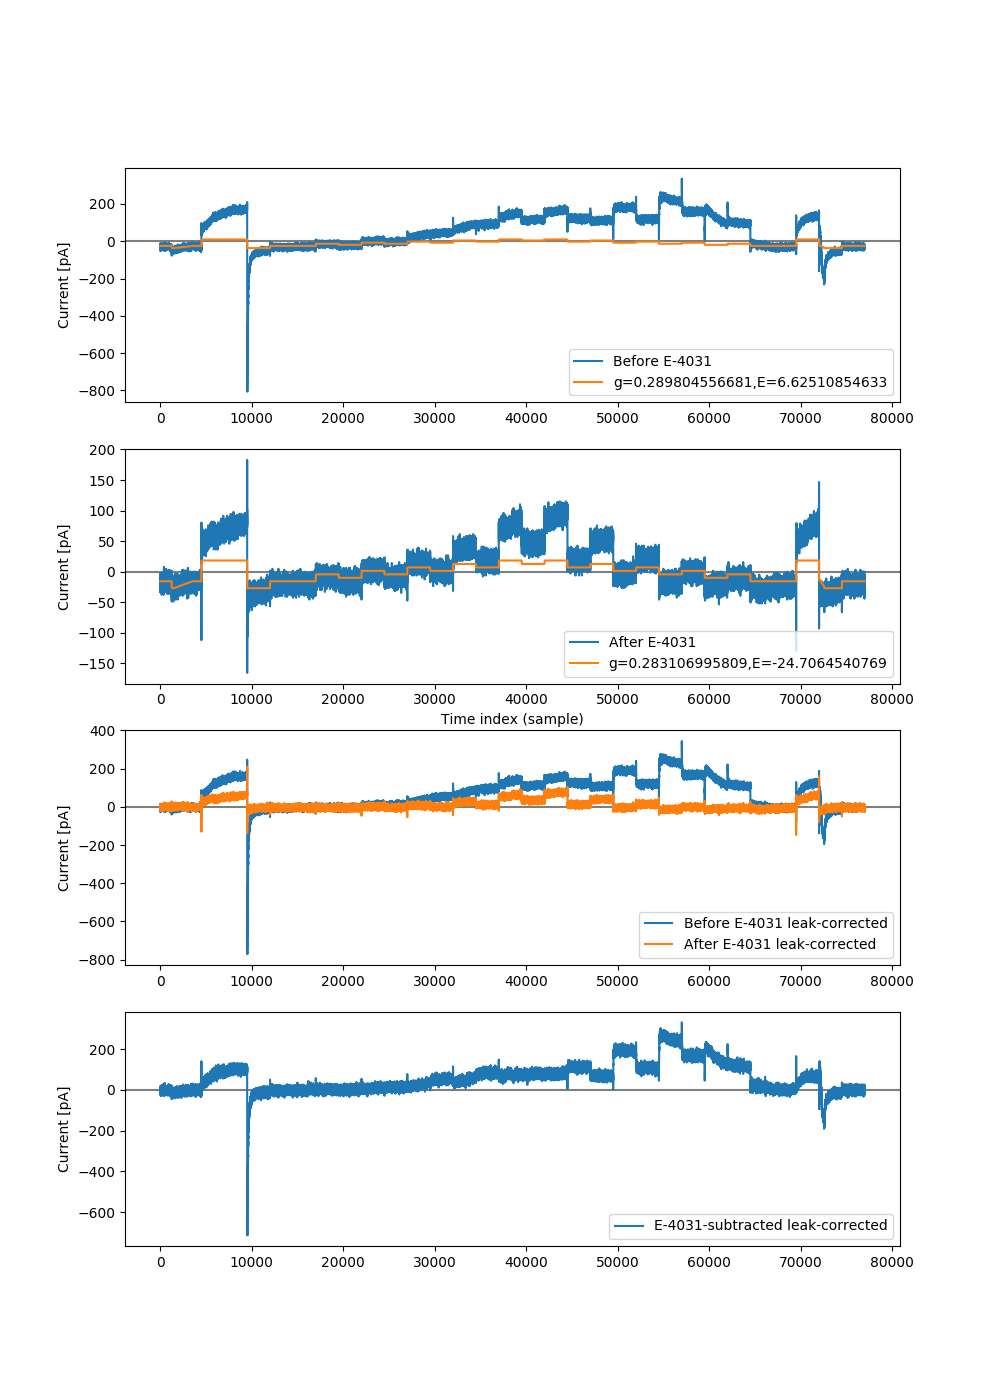 200
0
−200
−400
−600
−800
Current [pA]
Before E-4031
g=0.289804556681,E=6.62510854633
0 10000 20000 30000 40000 50000 60000 70000 80000
200
150
100
50
0
−50
−100
−150
Current [pA]
After E-4031
g=0.283106995809,E=-24.7064540769
0 10000 20000 30000 40000 50000 60000 70000 80000
Time index (sample)
400
200
0
−200
−400
−600
−800
Current [pA]
Before E-4031 leak-corrected
After E-4031 leak-corrected
0 10000 20000 30000 40000 50000 60000 70000 80000
200
0
−200
−400
−600
Current [pA]
E-4031-subtracted leak-corrected
0 10000 20000 30000 40000 50000 60000 70000 80000